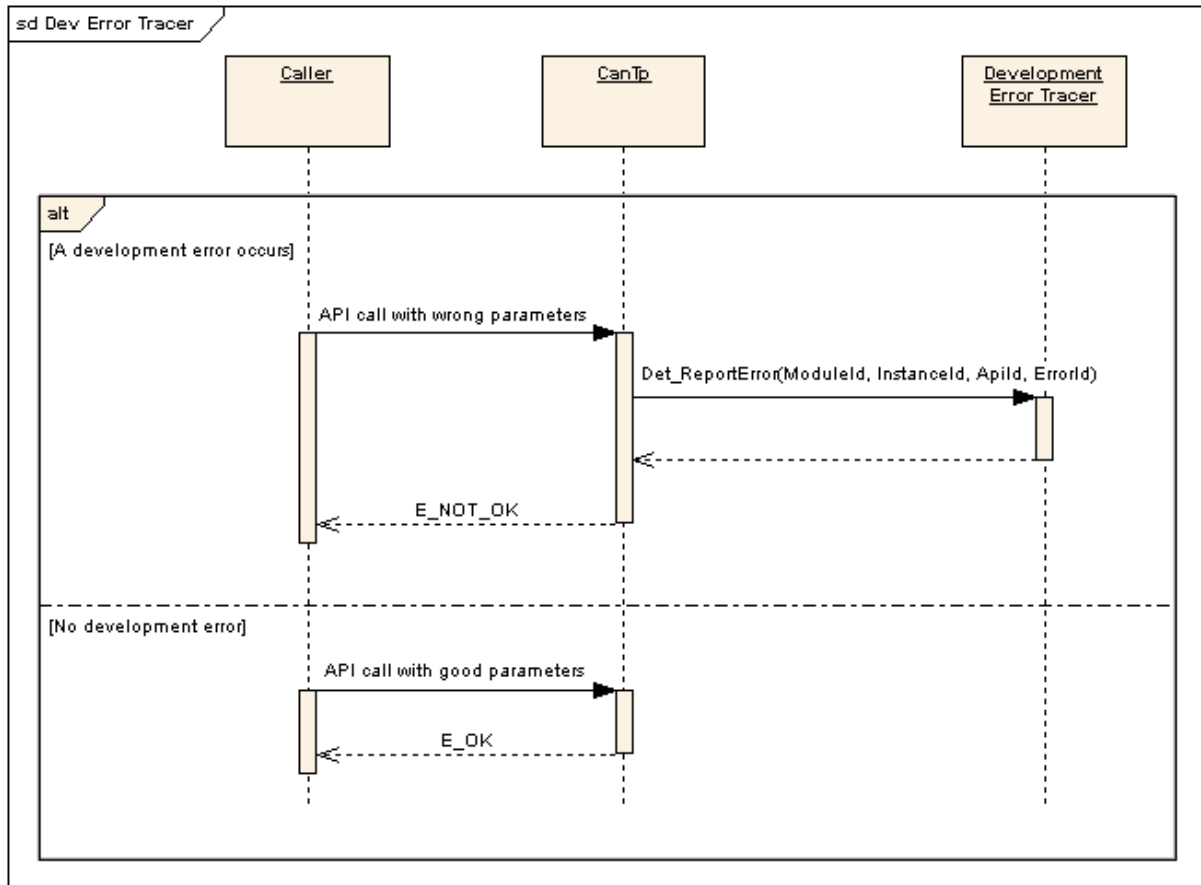 sd Dev Error Tracer
Caller
CanTp
Development
Error Tracer
alt
[A development error occurs]
API call with wrong parameters
Det_ReportError(ModuleId, InstanceId, ApiId, ErrorId)
E_NOT_OK
[No development error]
API call with good parameters
E_OK